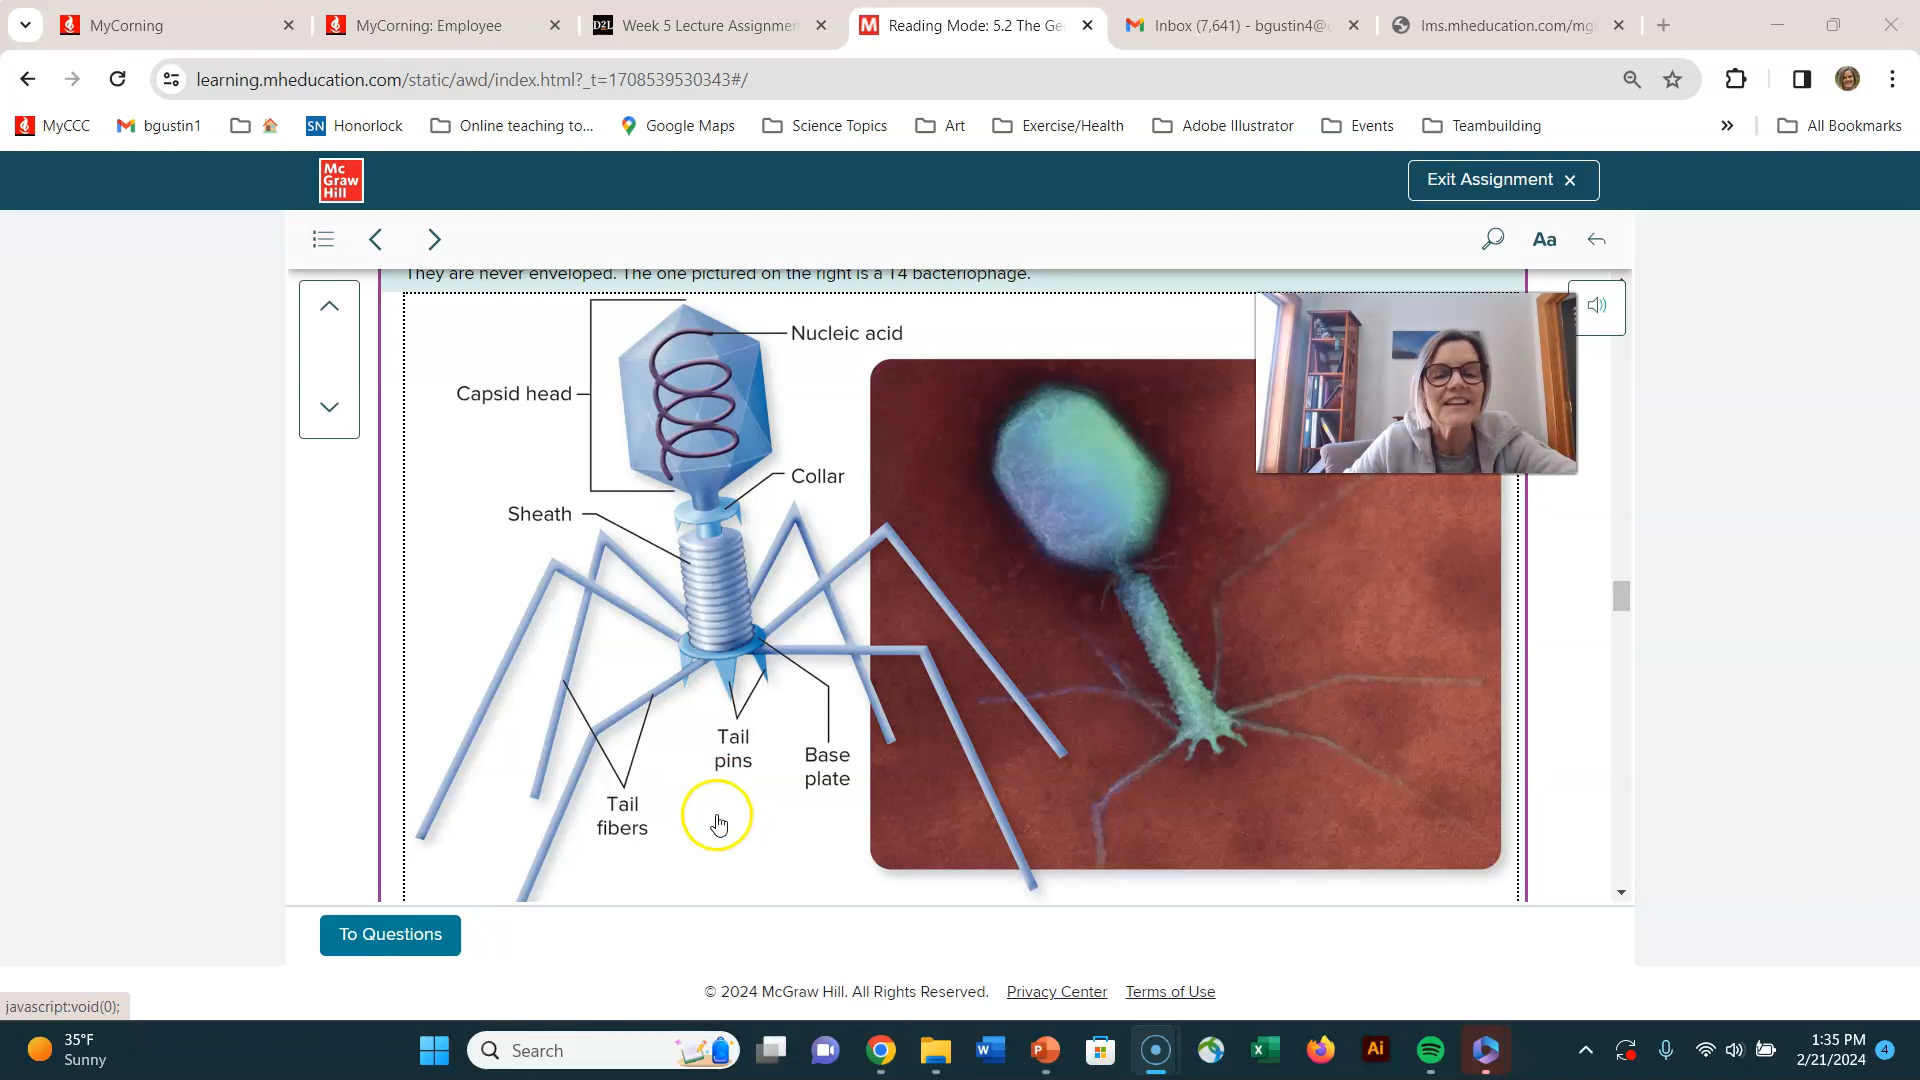 MyCorning
MyCorning: Employee
D2L Week 5 Lecture Assignmen
Reading Mode: 5.2 The Ge
Inbox (7,641) - bgustin4@
lms.mheducation.com/mg
learning.mheducation.com/static/awd/index.html?_t=1708539530343#/
MyCCC
bgustin1
SN Honorlock
Online teaching to...
Google Maps
Science Topics
Art
Exercise/Health
Adobe Illustrator
Events
Teambuilding
»
All Bookmarks
Mc
Graw
Hill
Exit Assignment ×
Aa
They are never enveloped. The one pictured on the right is a T4 bacteriophage.
Nucleic acid
Capsid head
Collar
Sheath
Tail
pins
Base
plate
Tail
fibers
To Questions
© 2024 McGraw Hill. All Rights Reserved. Privacy Center Terms of Use
javascript:void(0);
35°F
Sunny
Search
W
P
X
Ai
1:35 PM
2/21/2024
4